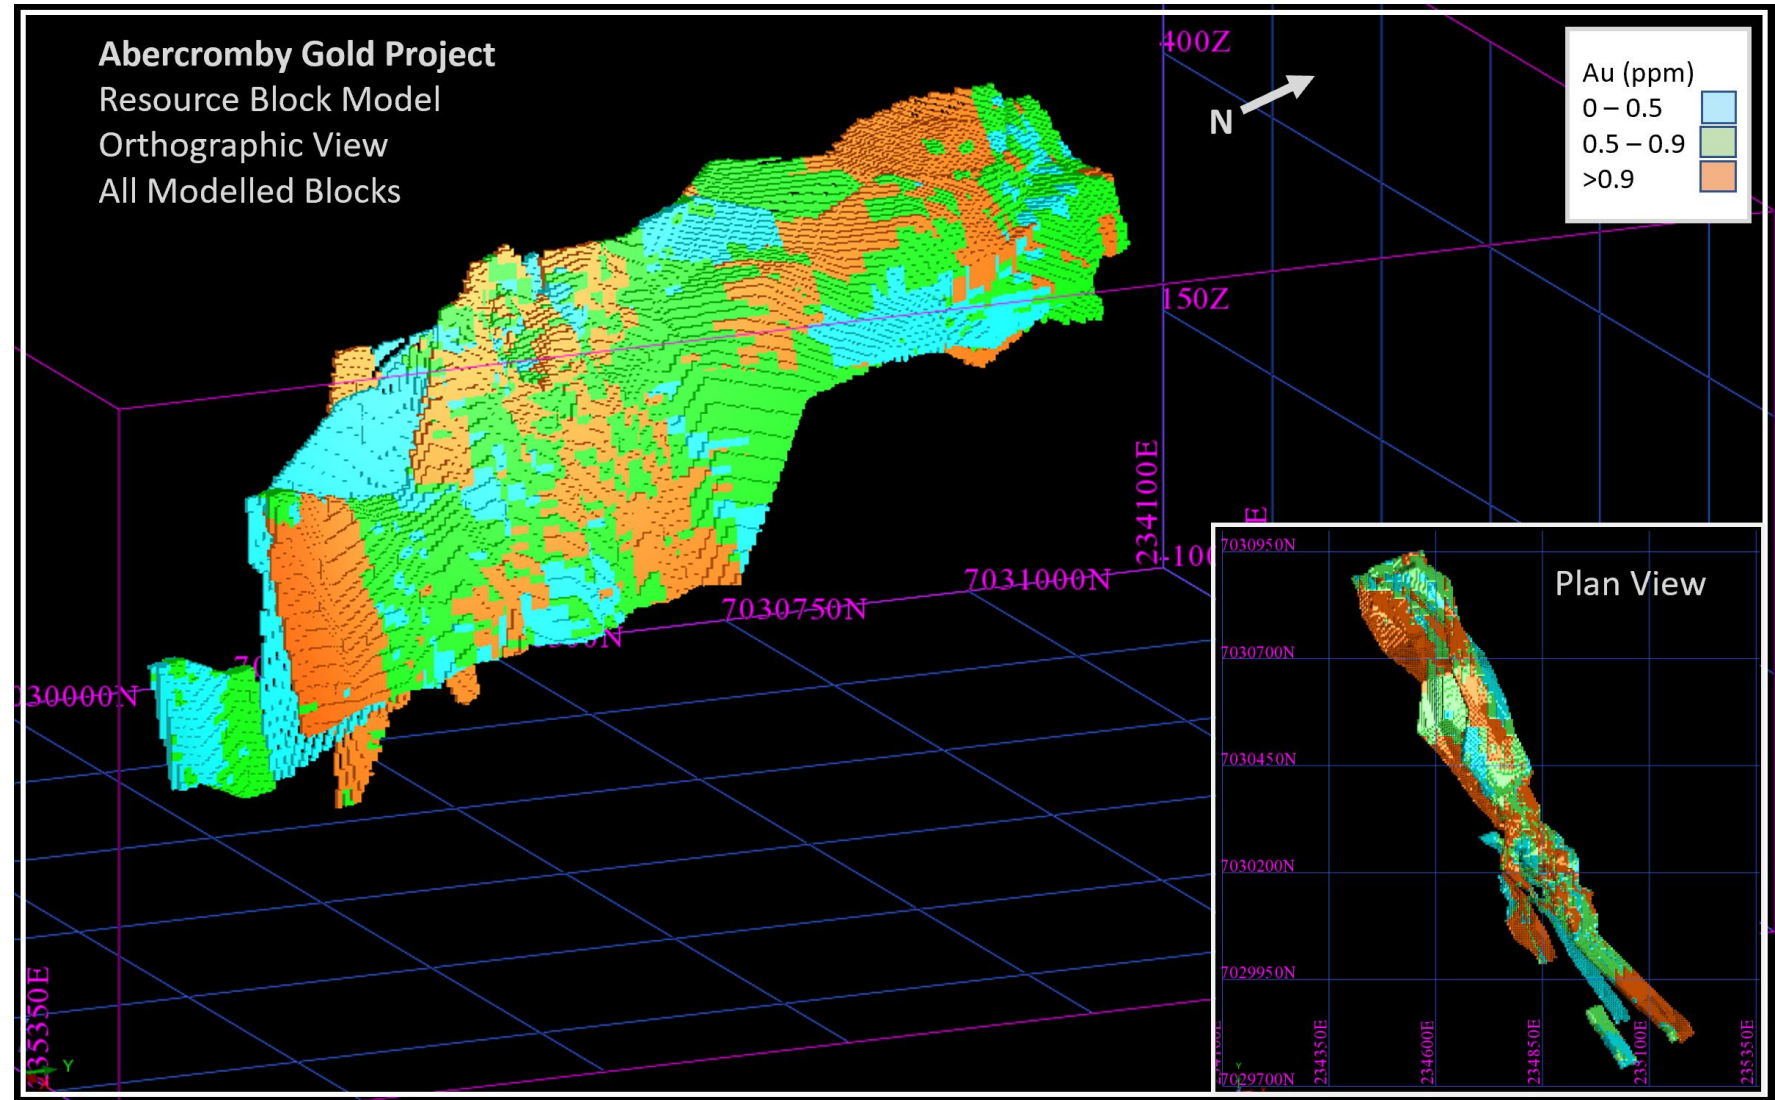 Abercromby Gold Project
Resource Block Model
Orthographic View
All Modelled Blocks
400Z
N
Au (ppm)
0 – 0.5
0.5 – 0.9
>0.9
150Z
234100E
-100
7031000N
7030750N
030000N
235350E
Y
Plan View
7030950N
7030700N
7030450N
7030200N
7029950N
7029700N
234350E
234600E
234850E
235100E
235350E